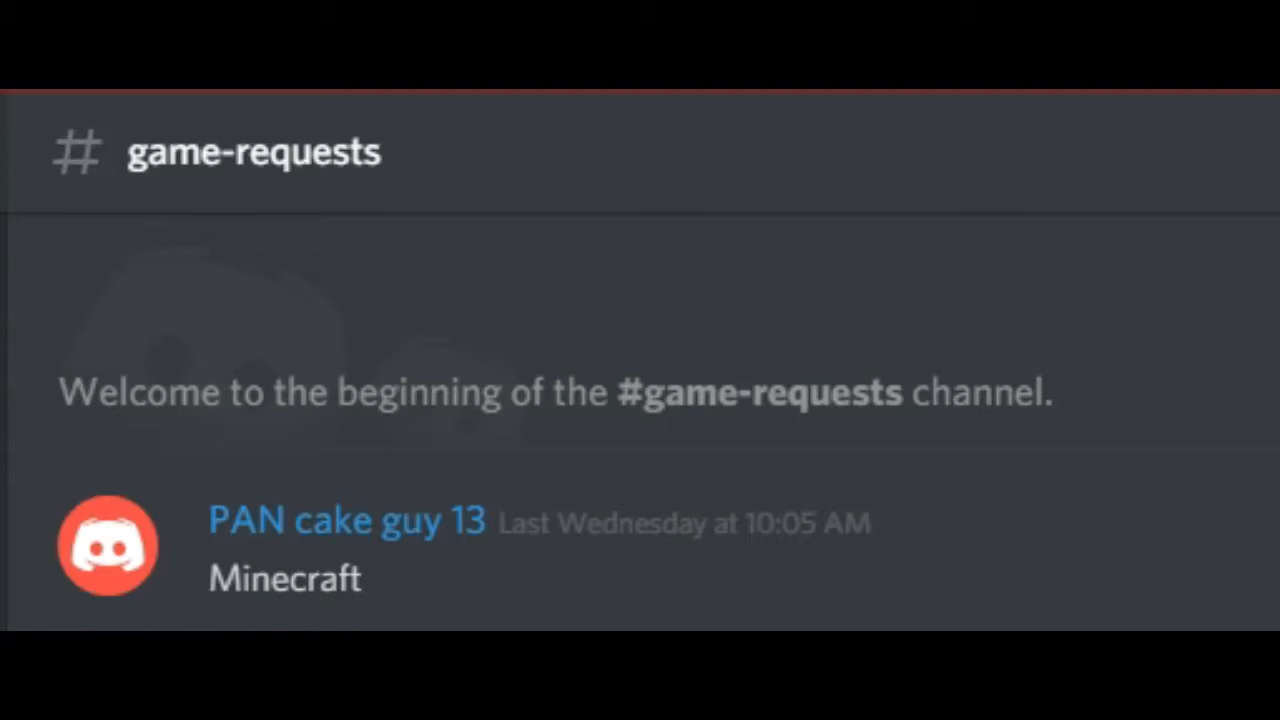 # game-requests
Welcome to the beginning of the #game-requests channel.
PAN cake guy 13 Last Wednesday at 10:05 AM
Minecraft